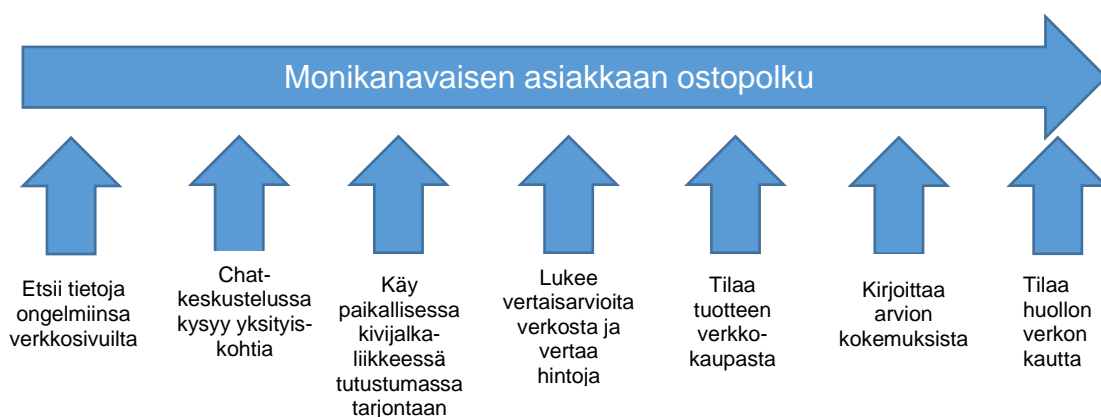 Monikanavaisen asiakkaan ostopolku
Etsii tietoja
ongelmiinsa
verkkosivuilta
Chat-
keskustelussa
kysyy yksityis-
kohtia
Käy
paikallisessa
kivijalka-
liikkeessä
tutustumassa
tarjontaan
Lukee
vertaisarvioita
verkosta ja
vertaa
hintoja
Tilaa
tuotteen
verkko-
kaupasta
Kirjoittaa
arvion
kokemuksista
Tilaa
huollon
verkon
kautta